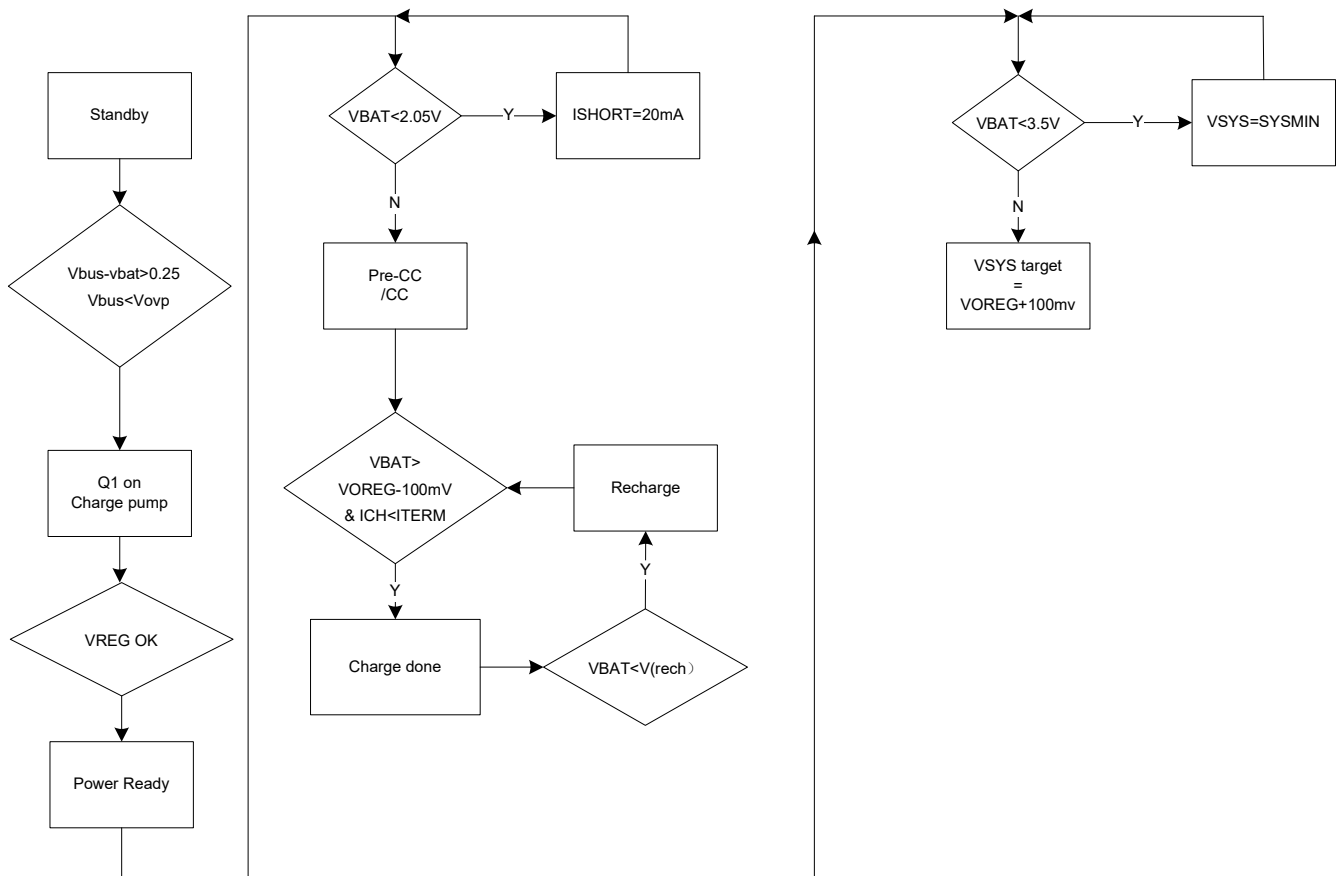 Standby
Vbus-vbat>0.25
Vbus<Vovp
Q1 on
Charge pump
VREG OK
Power Ready
VBAT<2.05V
Y
ISHORT=20mA
N
Pre-CC
/CC
VBAT>
VOREG-100mV
& ICH<ITERM
Recharge
Y
Y
Charge done
VBAT<V(rech）
VBAT<3.5V
Y
VSYS=SYSMIN
N
VSYS target
=
VOREG+100mv